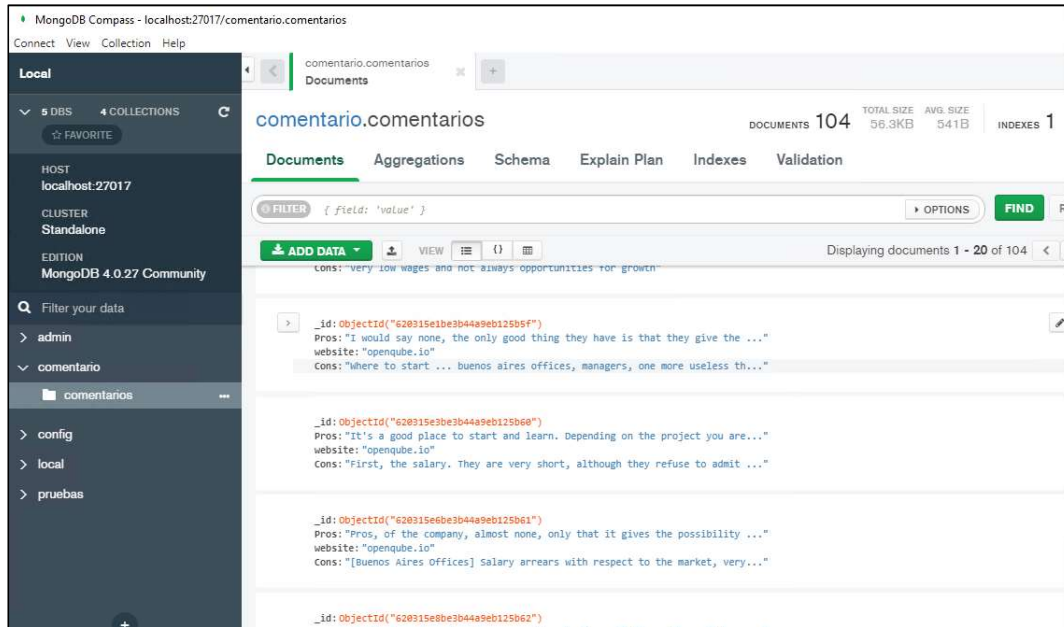 MongoDB Compass - localhost:27017/comentario.comentarios
Connect View Collection Help
Local
5 DBS 4 COLLECTIONS
FAVORITE
HOST
localhost:27017
CLUSTER
Standalone
EDITION
MongoDB 4.0.27 Community
Filter your data
admin
comentario
comentarios
config
local
pruebas
comentario.comentarios
Documents
comentario.comentarios
DOCUMENTS 104 TOTAL SIZE 56.3KB AVG. SIZE 541B INDEXES 1
Documents Aggregations Schema Explain Plan Indexes Validation
FILTER { field: 'value' } OPTIONS FIND
ADD DATA VIEW {} Displaying documents 1 - 20 of 104
Cons: "Very low wages and not always opportunities for growth"
_id: ObjectId("620315e1be3b44a9eb125b5f")
Pros: "I would say none, the only good thing they have is that they give the ..."
website: "openqube.io"
Cons: "Where to start ... buenos aires offices, managers, one more useless th..."
_id: ObjectId("620315e3be3b44a9eb125b60")
Pros: "It's a good place to start and learn. Depending on the project you are..."
website: "openqube.io"
Cons: "First, the salary. They are very short, although they refuse to admit ..."
_id: ObjectId("620315e6be3b44a9eb125b61")
Pros: "Pros, of the company, almost none, only that it gives the possibility ..."
website: "openqube.io"
Cons: "[Buenos Aires Offices] Salary arrears with respect to the market, very..."
_id: ObjectId("620315e8be3b44a9eb125b62")